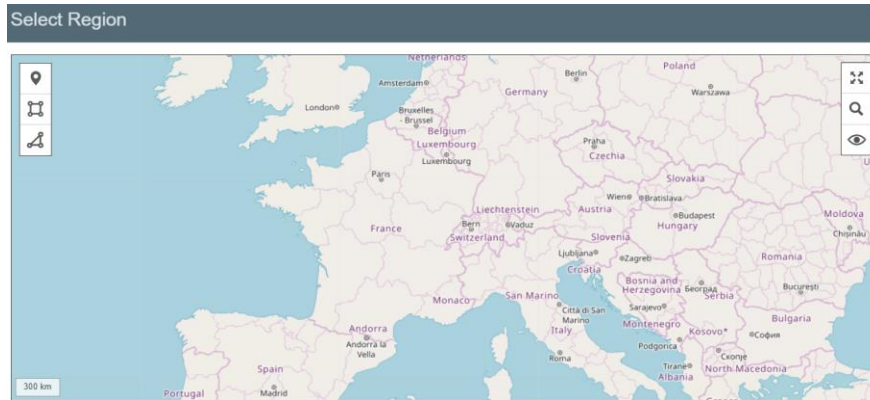 Select Region
Netherlands
Amsterdam
Berlin
Poland
Warszawa
Germany
London
Bruxelles
- Brussel
Belgium
Luxembourg
Luxembourg
Praha
Czechia
Paris
Slovakia
Wien
Bratislava
Liechtenstein
Austria
Budapest
Hungary
Moldova
Chișinău
France
Bern
Vaduz
Switzerland
Slovenia
Ljubljana
Zagreb
Croatia
Romania
București
Bosnia and
Herzegovina
Београд
Serbia
Monaco
San Marino
Città di San
Marino
Sarajevo
Italy
Montenegro
Kosovo*
Bulgaria
София
Andorra
Andorra la
Vella
Podgorica
Скопје
Roma
Tirane
North Macedonia
Albania
Spain
Madrid
Portugal
300 km